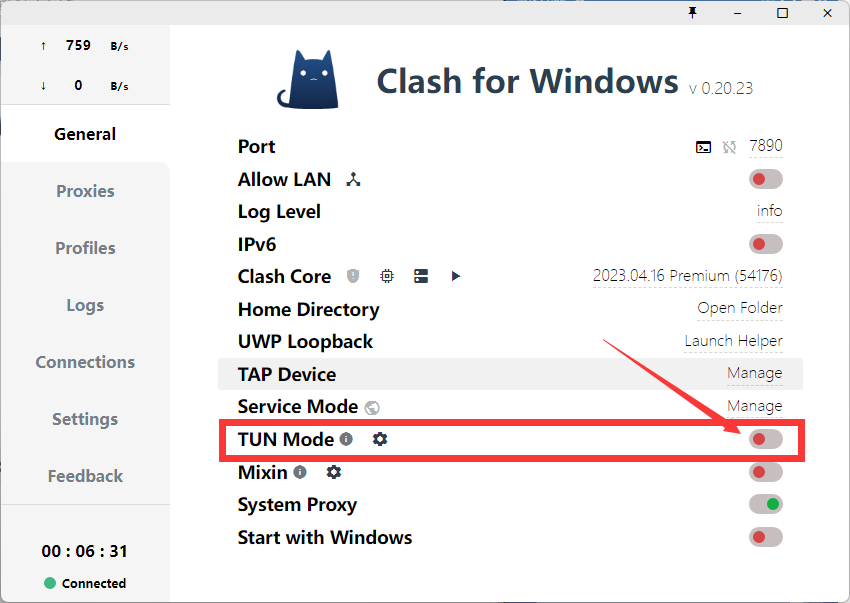 ↑ 759 B/s
↓ 0 B/s
General
Proxies
Profiles
Logs
Connections
Settings
Feedback
00 : 06 : 31
Connected
Clash for Windows v 0.20.23
Port 7890
Allow LAN
Log Level info
IPv6
Clash Core 2023.04.16 Premium (54176)
Home Directory Open Folder
UWP Loopback Launch Helper
TAP Device Manage
Service Mode Manage
TUN Mode
Mixin
System Proxy
Start with Windows